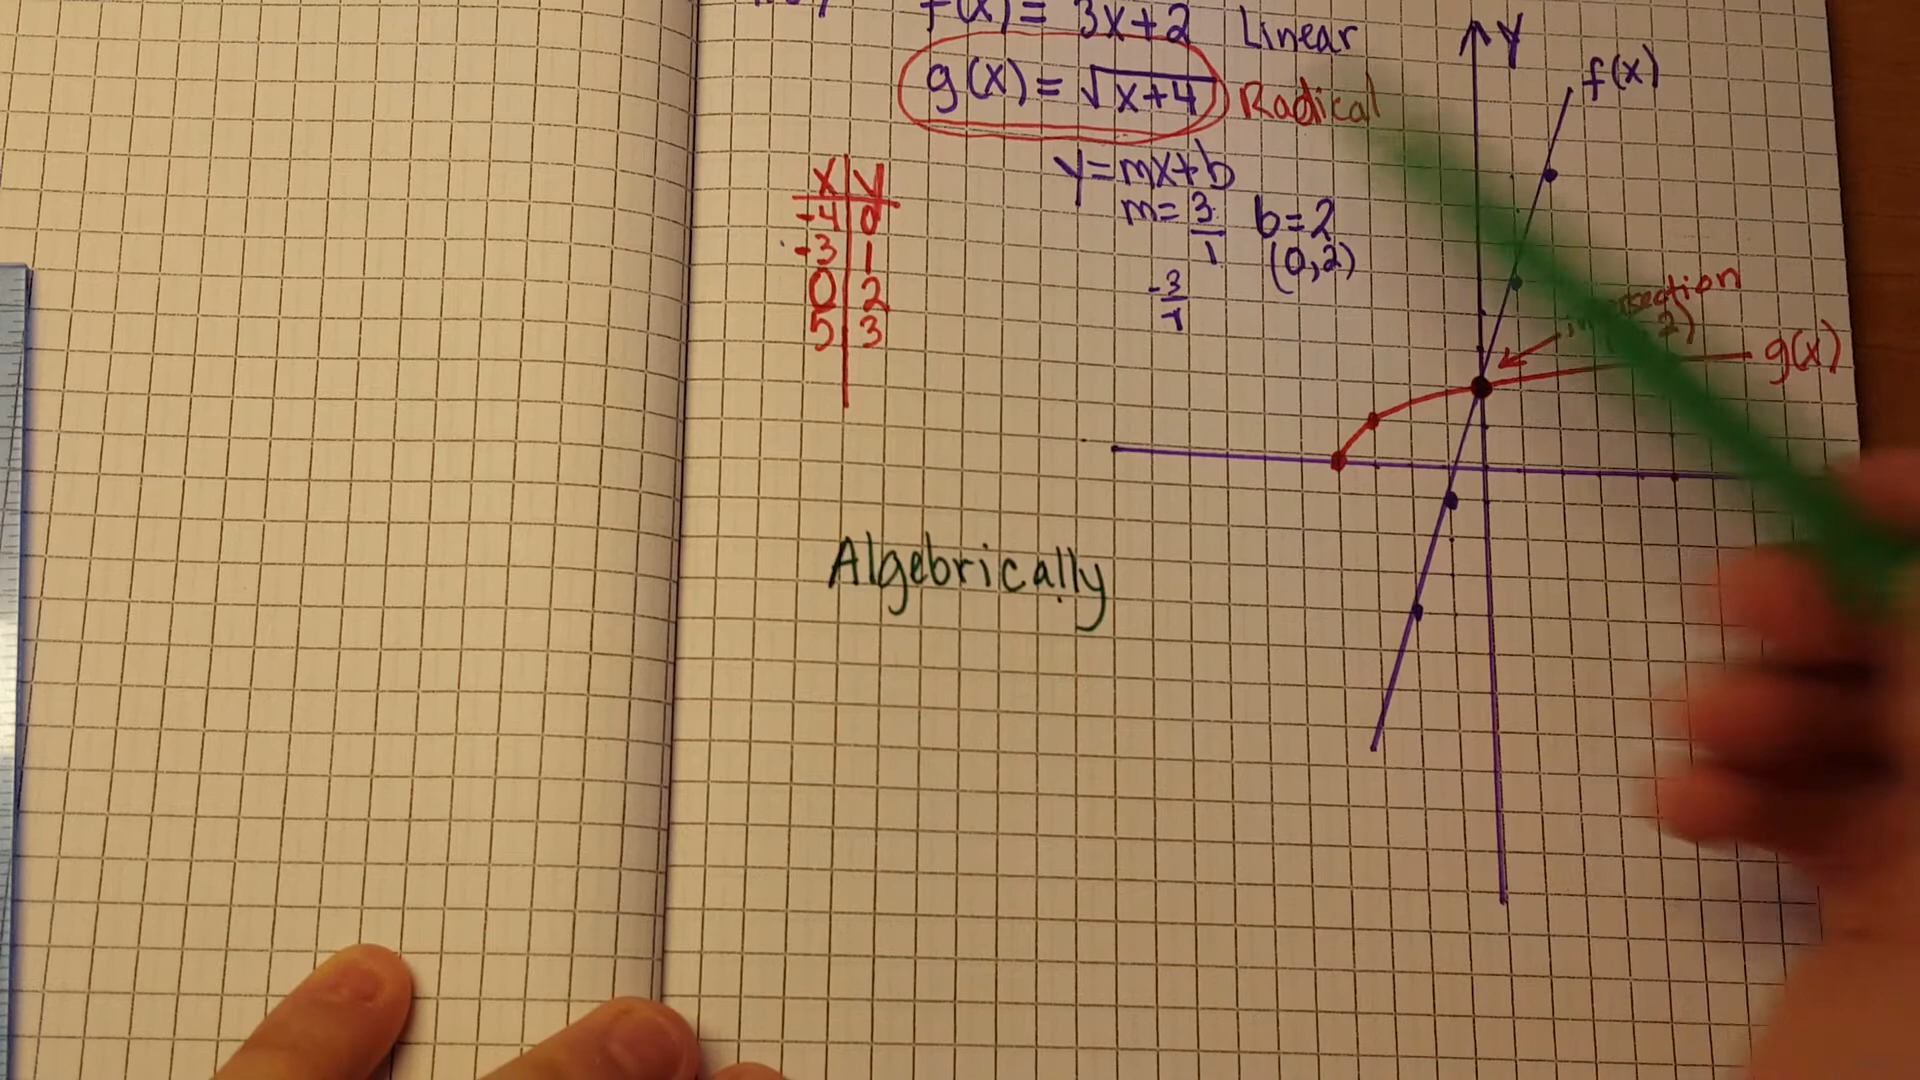 f(x) = 3x+2 Linear
g(x) = √x+4 Radical
y=mx+b
m= 3/1 b=2
(0,2)
-3/-1
x y
-4 0
-3 1
0 2
5 3
Y
f(x)
g(x)
Algebrically